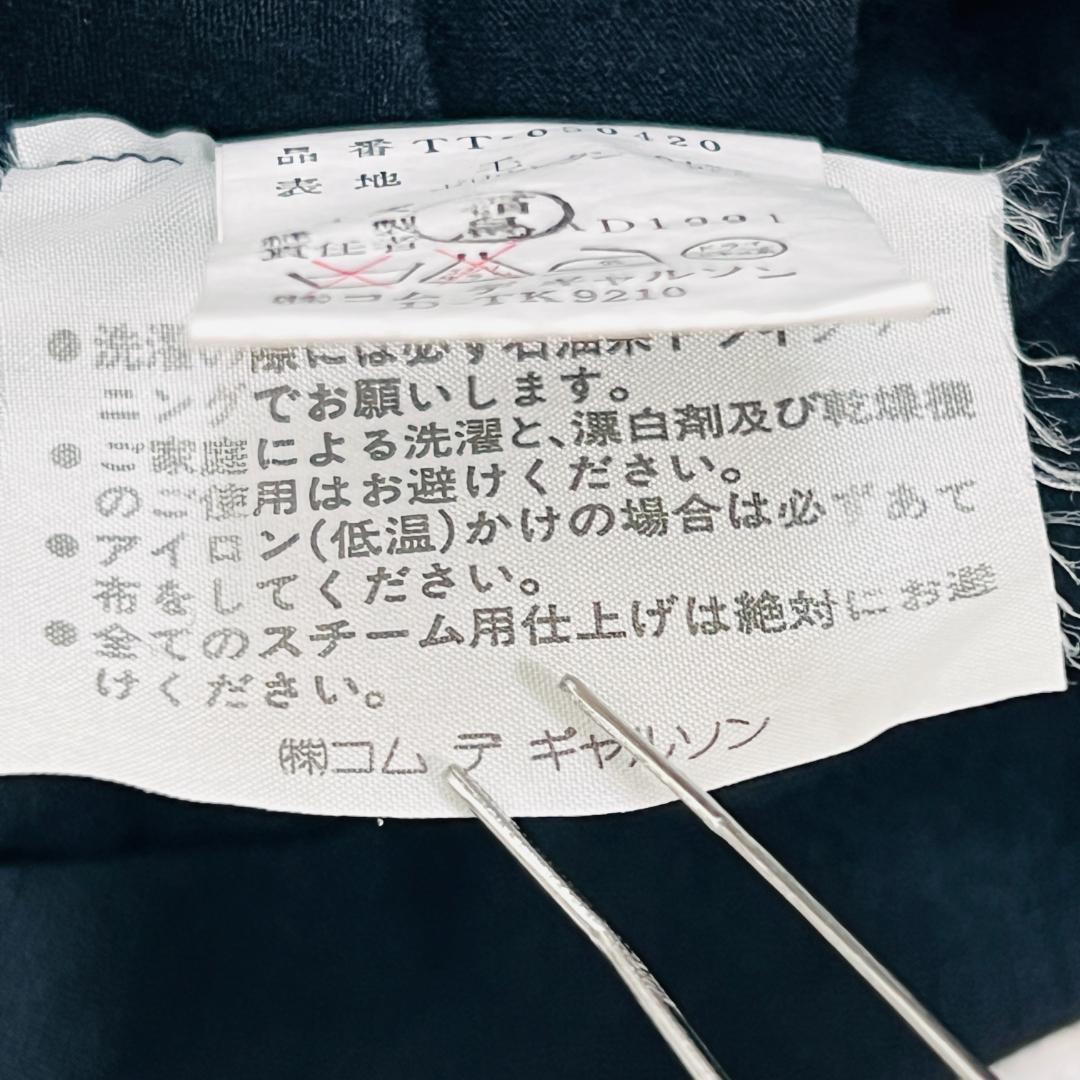 品番TT-050420
表地
製
責任者
AD1991
ギャルソン
TK9210
● 洗濯の際には必ず石油系ドライクリー
ニングでお願いします。
● ご家庭による洗濯と、漂白剤及び乾燥機
のご使用はお避けください。
● アイロン(低温)かけの場合は必ずあて
布をしてください。
● 全てのスチーム用仕上げは絶対にお避
けください。
㈱コム デ ギャルソン